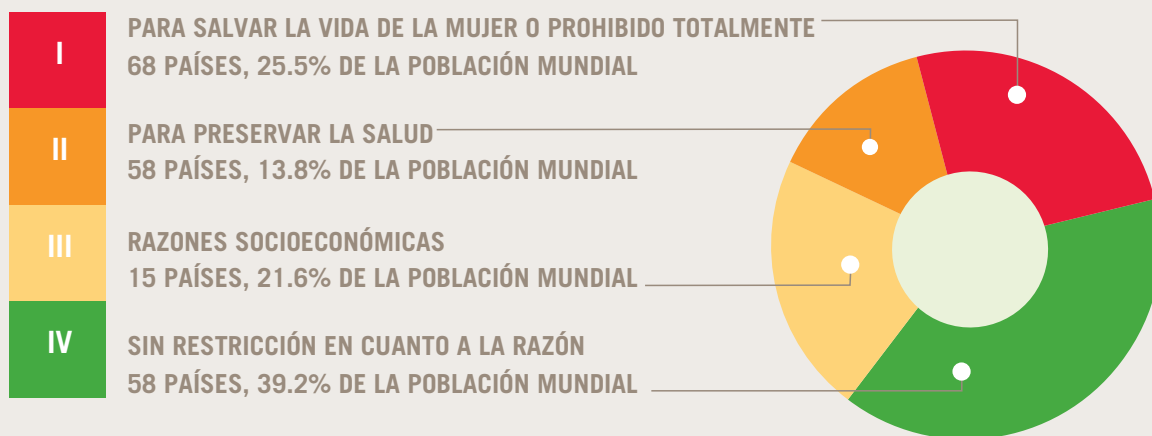 I
PARA SALVAR LA VIDA DE LA MUJER O PROHIBIDO TOTALMENTE
68 PAÍSES, 25.5% DE LA POBLACIÓN MUNDIAL
II
PARA PRESERVAR LA SALUD
58 PAÍSES, 13.8% DE LA POBLACIÓN MUNDIAL
III
RAZONES SOCIOECONÓMICAS
15 PAÍSES, 21.6% DE LA POBLACIÓN MUNDIAL
IV
SIN RESTRICCIÓN EN CUANTO A LA RAZÓN
58 PAÍSES, 39.2% DE LA POBLACIÓN MUNDIAL